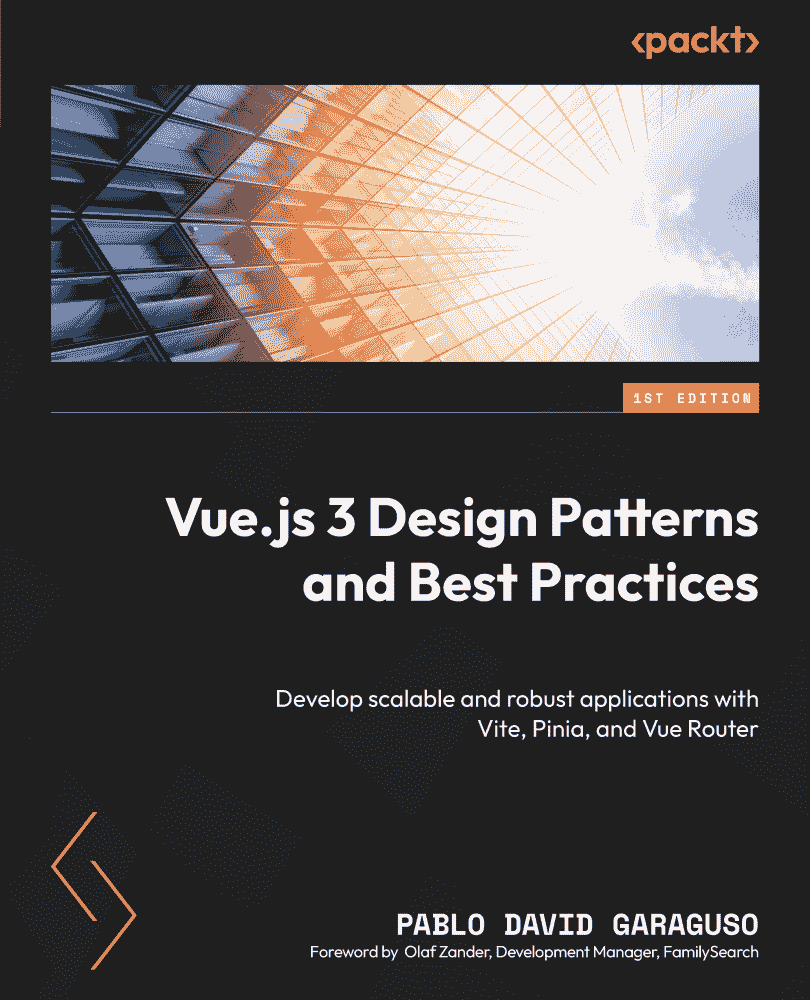 <packt>
1ST EDITION
Vue.js 3 Design Patterns
and Best Practices
Develop scalable and robust applications with
Vite, Pinia, and Vue Router
PABLO DAVID GARAGUSO
Foreword by Olaf Zander, Development Manager, FamilySearch